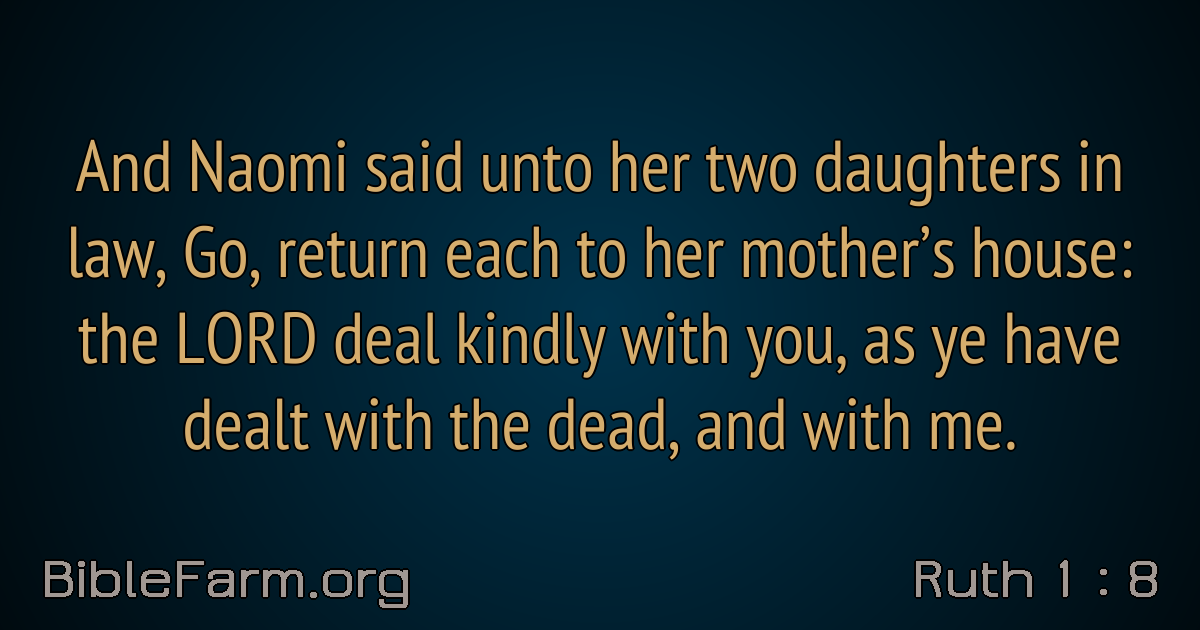 And Naomi said unto her two daughters in
law, Go, return each to her mother’s house:
the LORD deal kindly with you, as ye have
dealt with the dead, and with me.
BibleFarm.org
Ruth 1 : 8